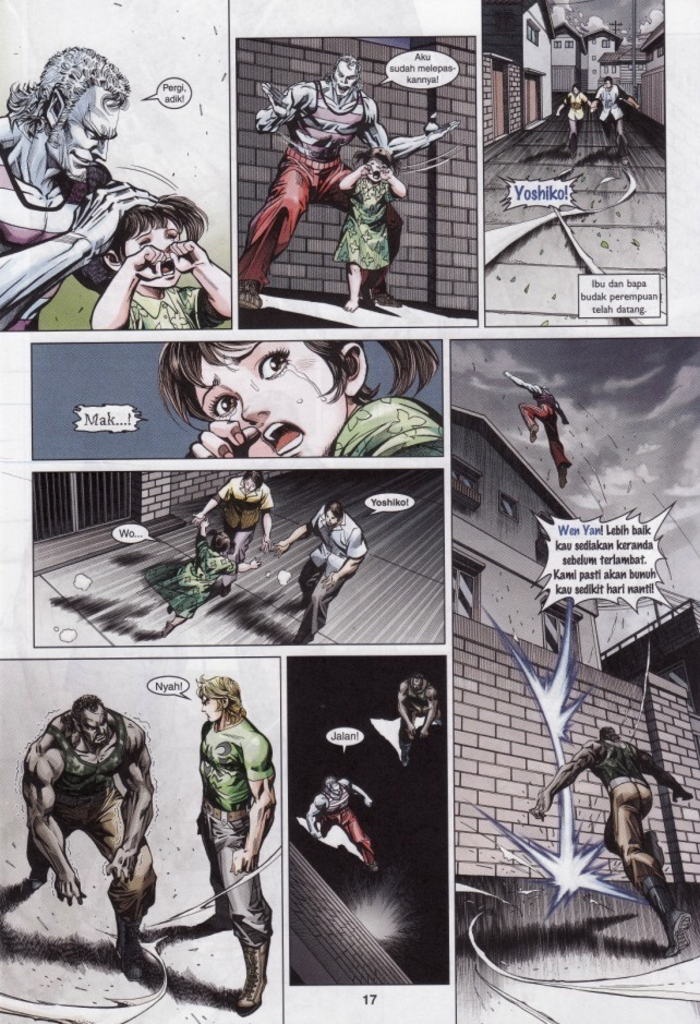 Pergi,
adik!
Aku
sudah melepas-
kannya!
Yoshiko!
Ibu dan bapa
budak perempuan
telah datang.
Mak...!
Wo...
Yoshiko!
Wen Yan! Lebih baik
kau sediakan keranda
sebelum terlambat.
Kami pasti akan bunuh
kau sedikit hari nanti!
Nyah!
Jalan!
17